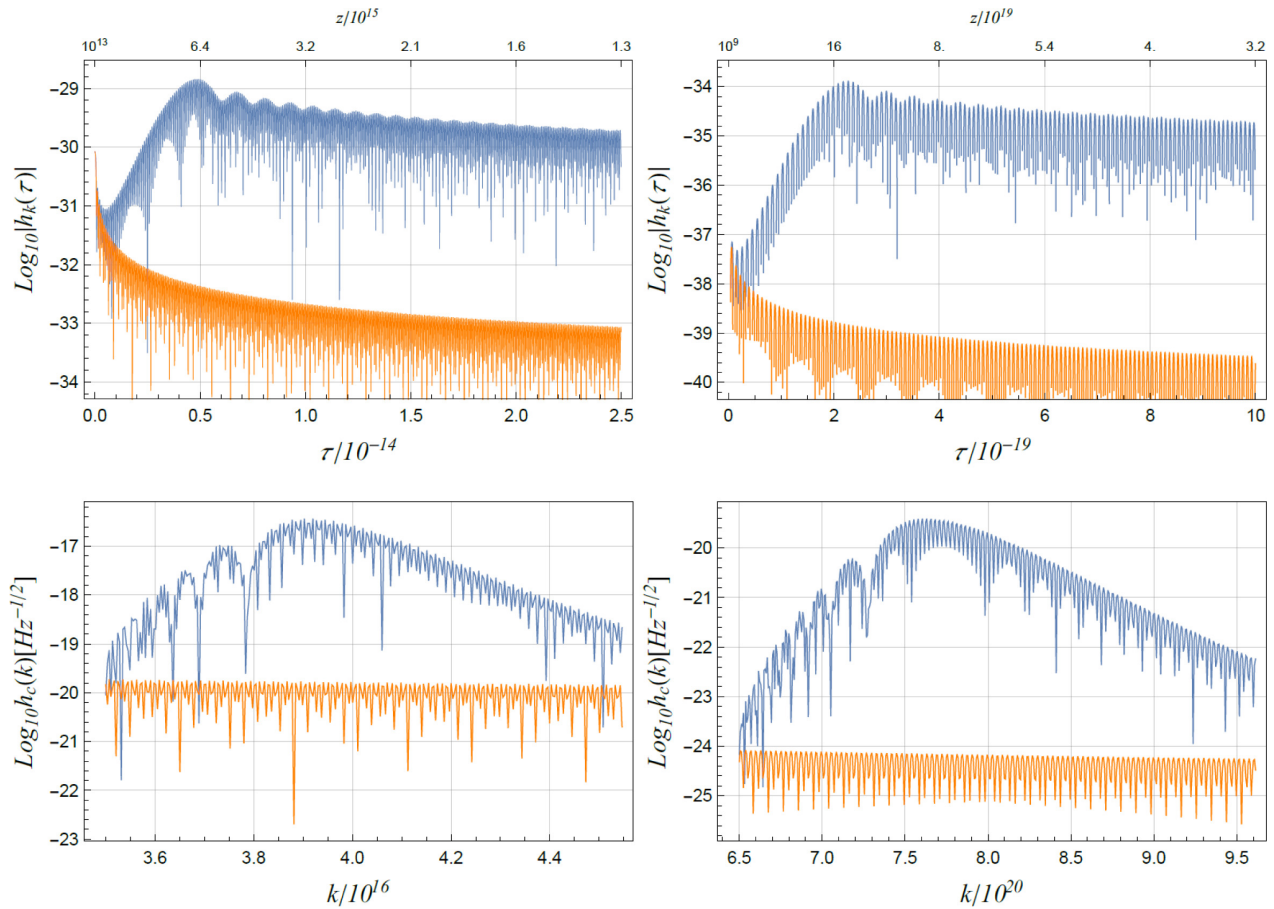 z/10^15
10^13 6.4 3.2 2.1 1.6 1.3
−29
−30
−31
−32
−33
−34
Log10|hk(τ)|
0.0 0.5 1.0 1.5 2.0 2.5
τ/10^−14
z/10^19
10^9 16 8. 5.4 4. 3.2
−34
−35
−36
−37
−38
−39
−40
Log10|hk(τ)|
0 2 4 6 8 10
τ/10^−19
−17
−18
−19
−20
−21
−22
−23
Log10 hc(k)[Hz^−1/2]
3.6 3.8 4.0 4.2 4.4
k/10^16
−20
−21
−22
−23
−24
−25
Log10 hc(k)[Hz^−1/2]
6.5 7.0 7.5 8.0 8.5 9.0 9.5
k/10^20